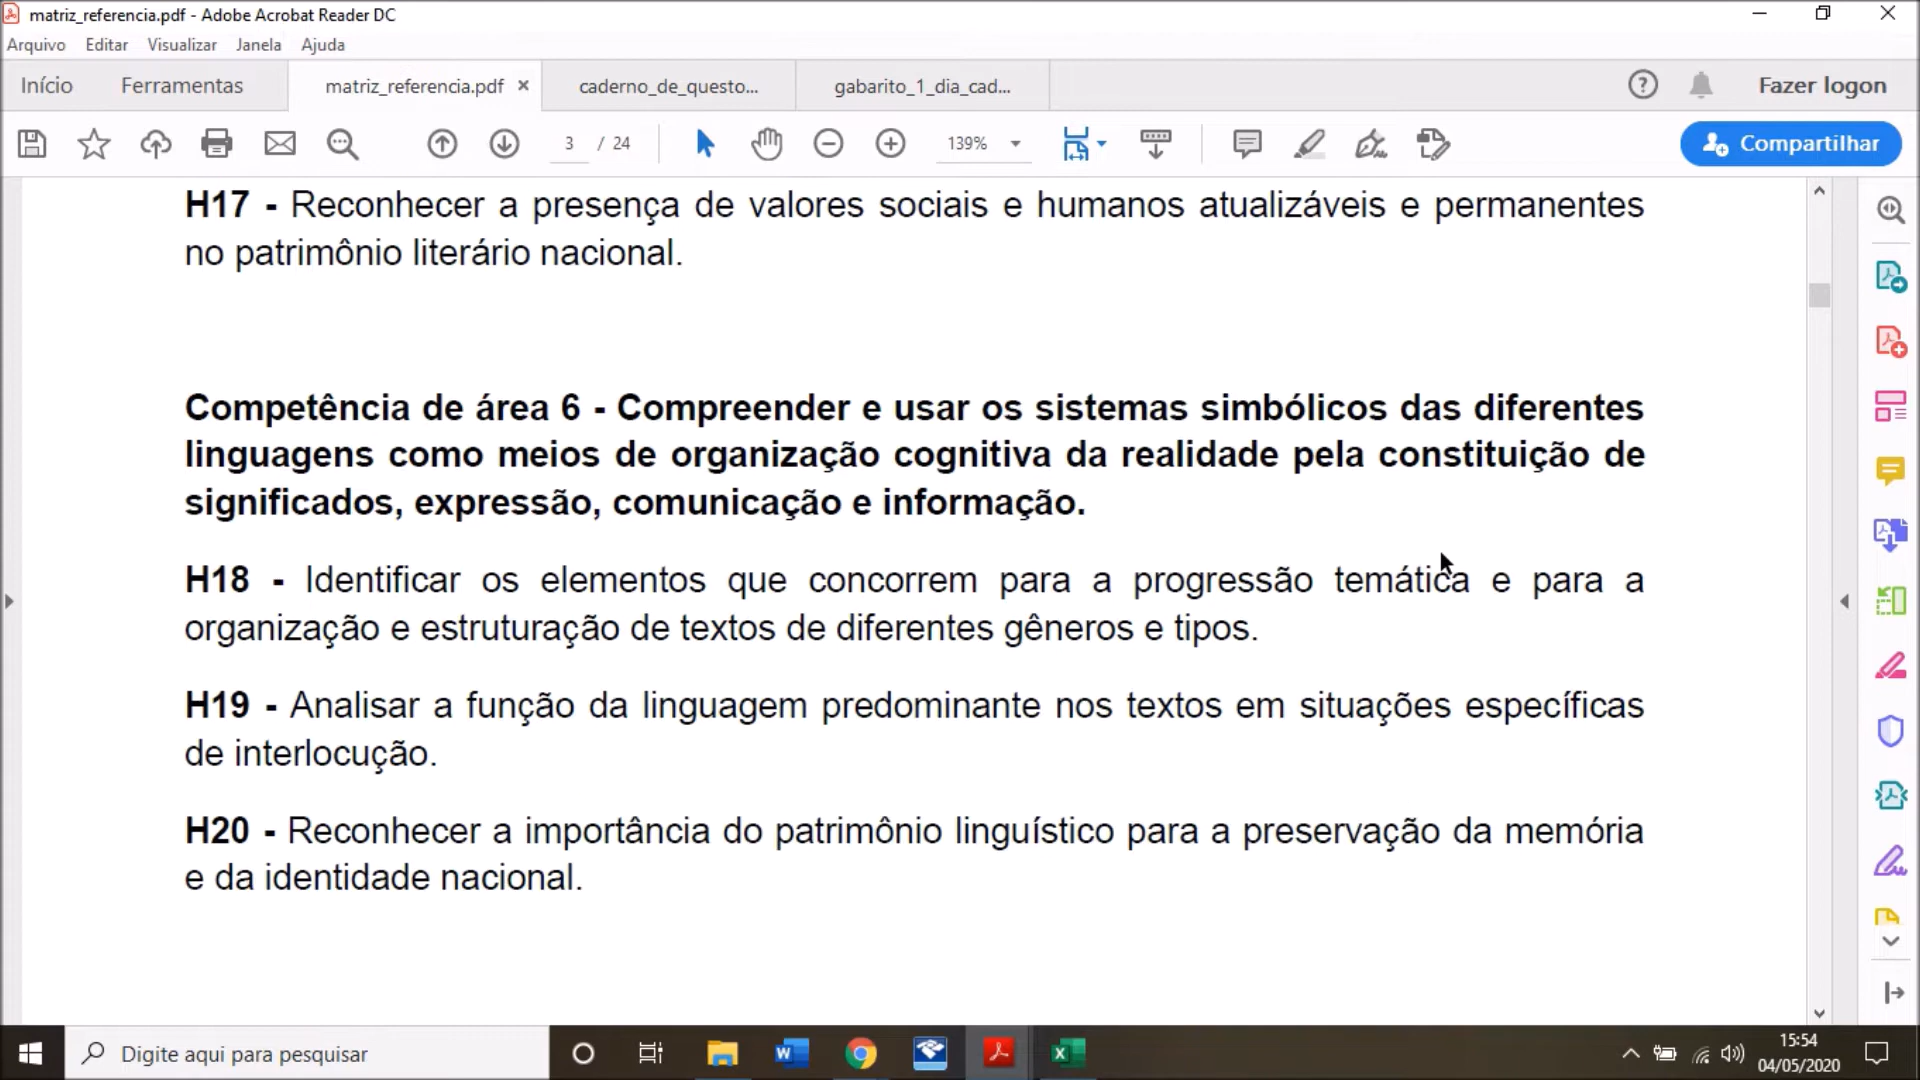 matriz_referencia.pdf - Adobe Acrobat Reader DC
Arquivo Editar Visualizar Janela Ajuda
Início Ferramentas matriz_referencia.pdf caderno_de_questo... gabarito_1_dia_cad... Fazer logon
3 / 24 139% Compartilhar
H17 - Reconhecer a presença de valores sociais e humanos atualizáveis e permanentes
no patrimônio literário nacional.
Competência de área 6 - Compreender e usar os sistemas simbólicos das diferentes
linguagens como meios de organização cognitiva da realidade pela constituição de
significados, expressão, comunicação e informação.
H18 - Identificar os elementos que concorrem para a progressão temática e para a
organização e estruturação de textos de diferentes gêneros e tipos.
H19 - Analisar a função da linguagem predominante nos textos em situações específicas
de interlocução.
H20 - Reconhecer a importância do patrimônio linguístico para a preservação da memória
e da identidade nacional.
Digite aqui para pesquisar
15:54
04/05/2020